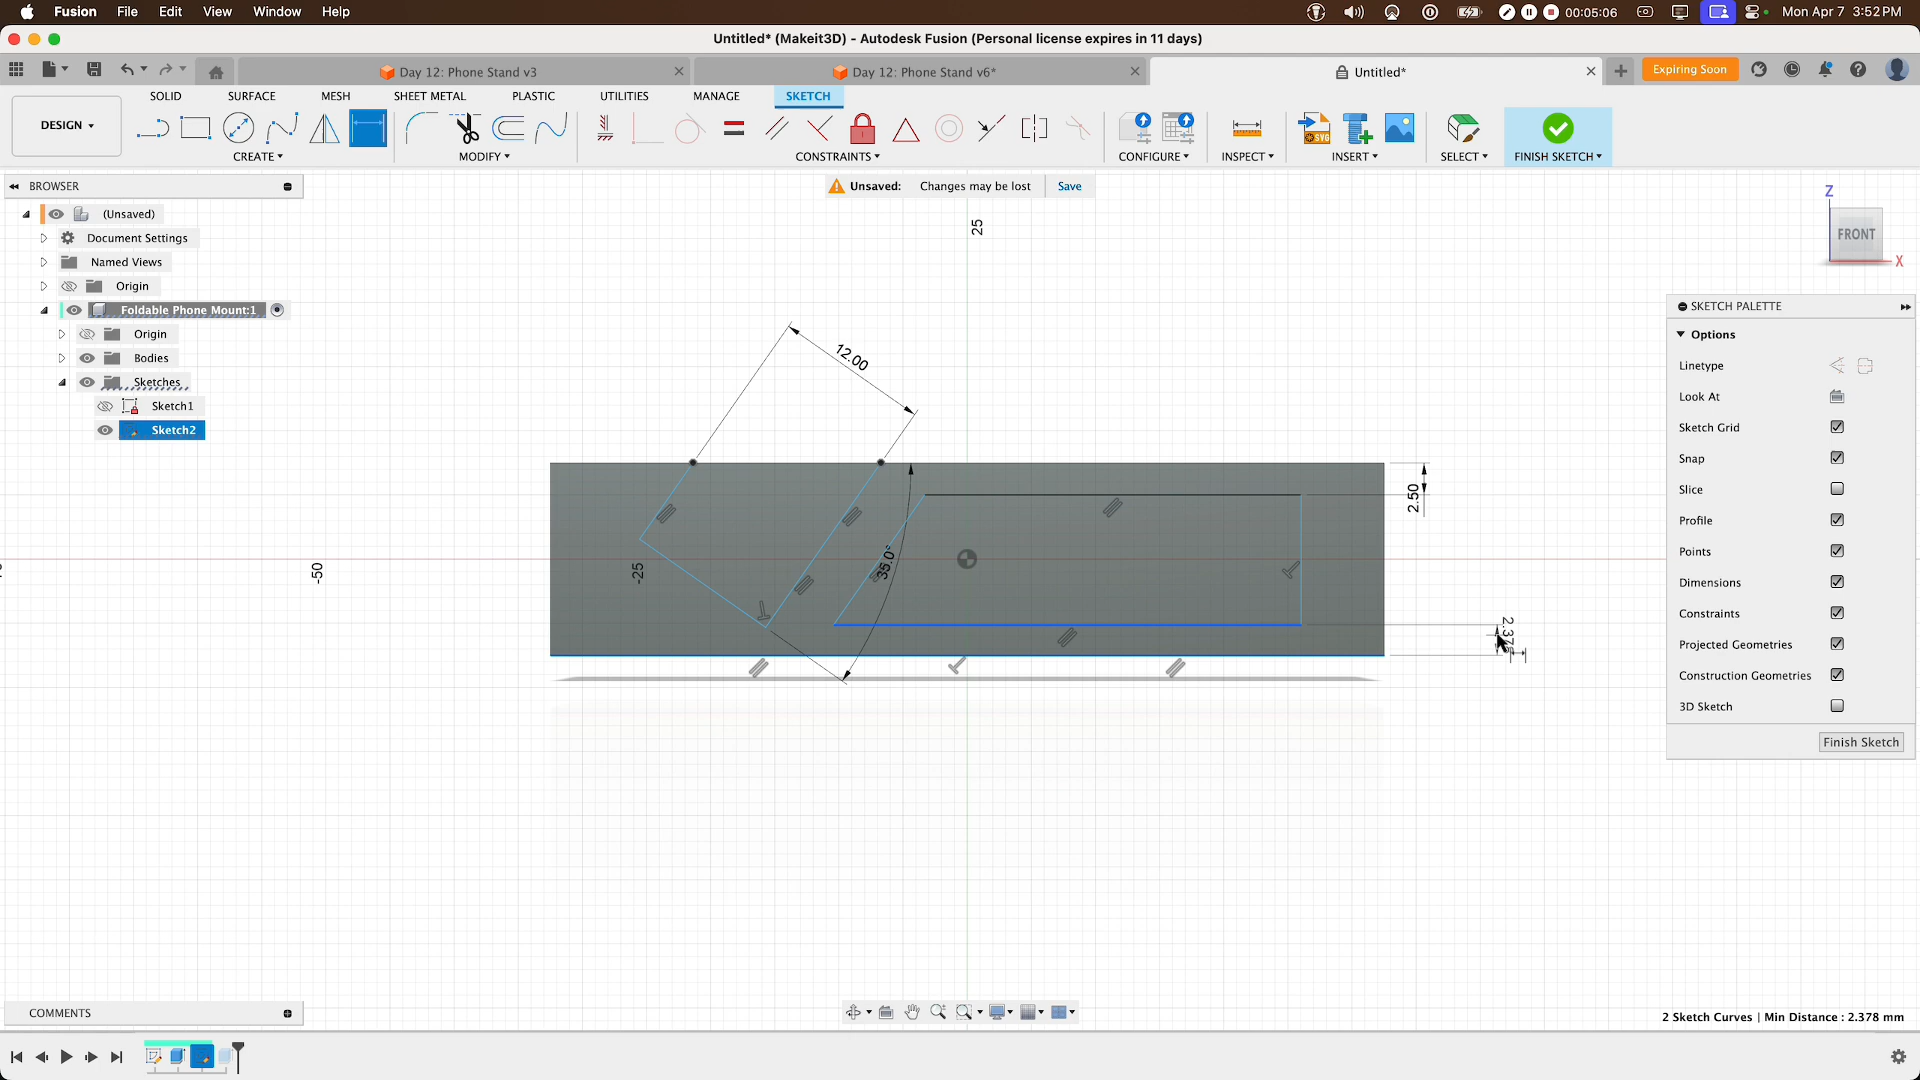 Fusion File Edit View Window Help
00:05:06 Mon Apr 7 3:52 PM
Untitled* (Makeit3D) - Autodesk Fusion (Personal license expires in 11 days)
Day 12: Phone Stand v3
Day 12: Phone Stand v6*
Untitled*
Expiring Soon
SOLID SURFACE MESH SHEET METAL PLASTIC UTILITIES MANAGE SKETCH
DESIGN
SVG
CREATE MODIFY CONSTRAINTS CONFIGURE INSPECT INSERT SELECT FINISH SKETCH
BROWSER
Unsaved: Changes may be lost Save
(Unsaved)
Document Settings
Named Views
Origin
Foldable Phone Mount:1
Origin
Bodies
Sketches
Sketch1
Sketch2
Z
FRONT
X
25
-25
-50
12.00
35.0°
2.50
SKETCH PALETTE
Options
Linetype
Look At
Sketch Grid
Snap
Slice
Profile
Points
Dimensions
Constraints
Projected Geometries
Construction Geometries
3D Sketch
Finish Sketch
COMMENTS
2 Sketch Curves | Min Distance : 2.378 mm